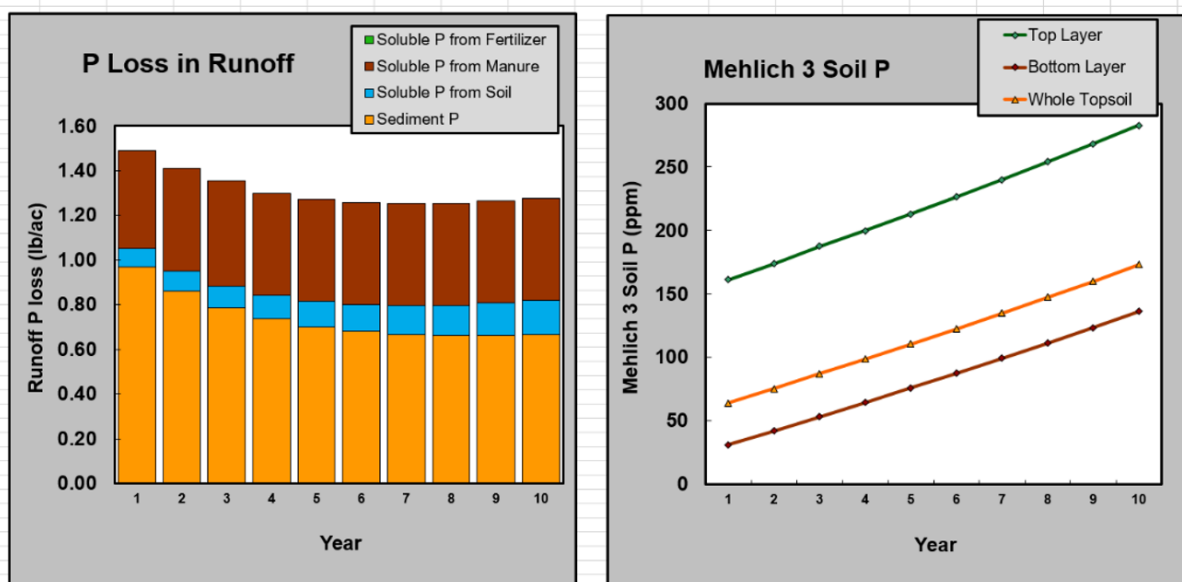 P Loss in Runoff
Soluble P from Fertilizer
Soluble P from Manure
Soluble P from Soil
Sediment P
Runoff P loss (lb/ac)
1.60
1.40
1.20
1.00
0.80
0.60
0.40
0.20
0.00
1 2 3 4 5 6 7 8 9 10
Year
Mehlich 3 Soil P
Top Layer
Bottom Layer
Whole Topsoil
Mehlich 3 Soil P (ppm)
300
250
200
150
100
50
0
1 2 3 4 5 6 7 8 9 10
Year